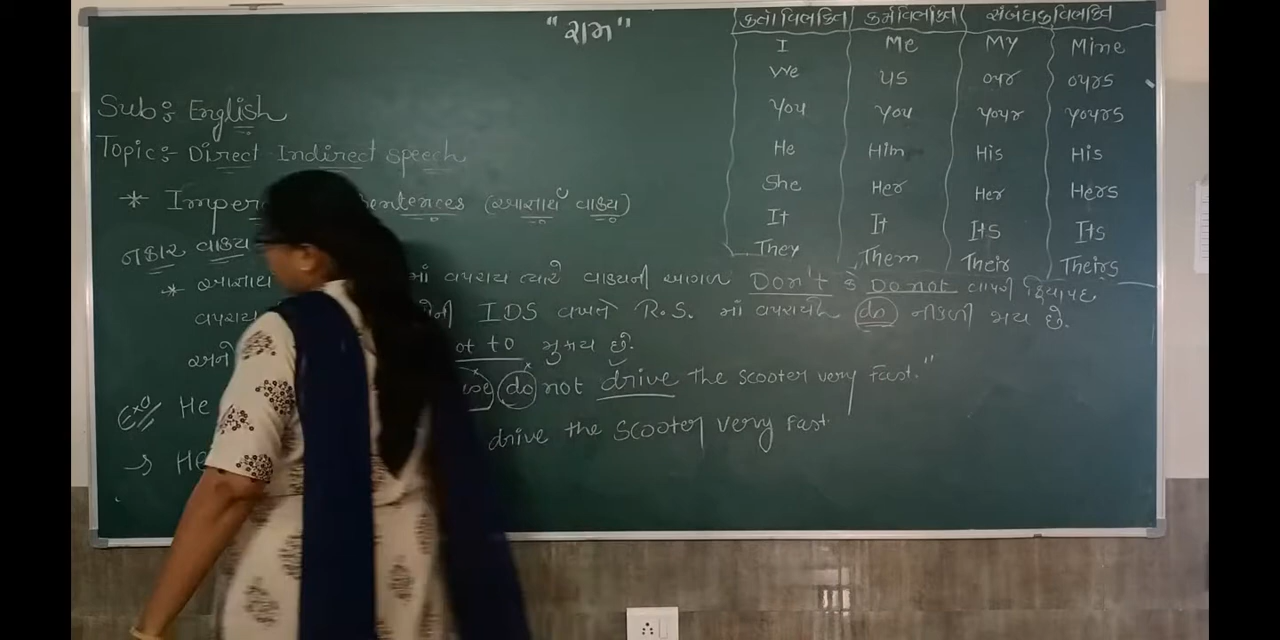 "રામ"
કર્તા વિભક્તિ કર્મ વિભક્તિ સંબંધક વિભક્તિ
I Me My Mine
We us our ours
You You Your Yours
He Him His His
She Her Her Hers
It It Its Its
They Them Their Theirs
Sub:- English
Topic:- Direct Indirect speech
* Imper entences (આજ્ઞાર્થ વાક્ય)
નકાર વાક્ય
* આજ્ઞાર્થ માં વપરાય ત્યારે વાક્યની આગળ Don't કે Do not વાપરી ક્રિયાપદ
વપરાય IDS વખતે R.S. માં વપરાયેલ do નીકળી જાય છે.
અને ot to મુકાય છે.
Ex:- He do not drive the scooter very fast."
→ He drive the scooter very fast.